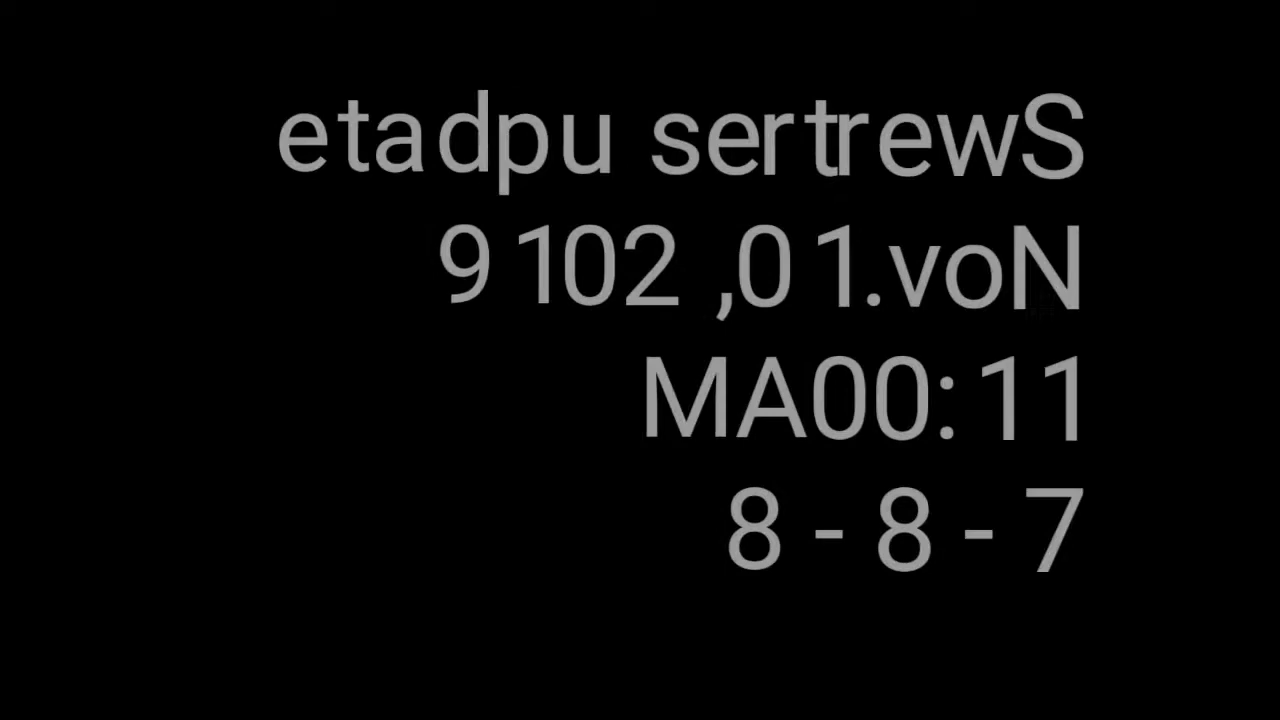 etadpu sertrewS
9102 ,01.voN
MA00:11
8 - 8 - 7